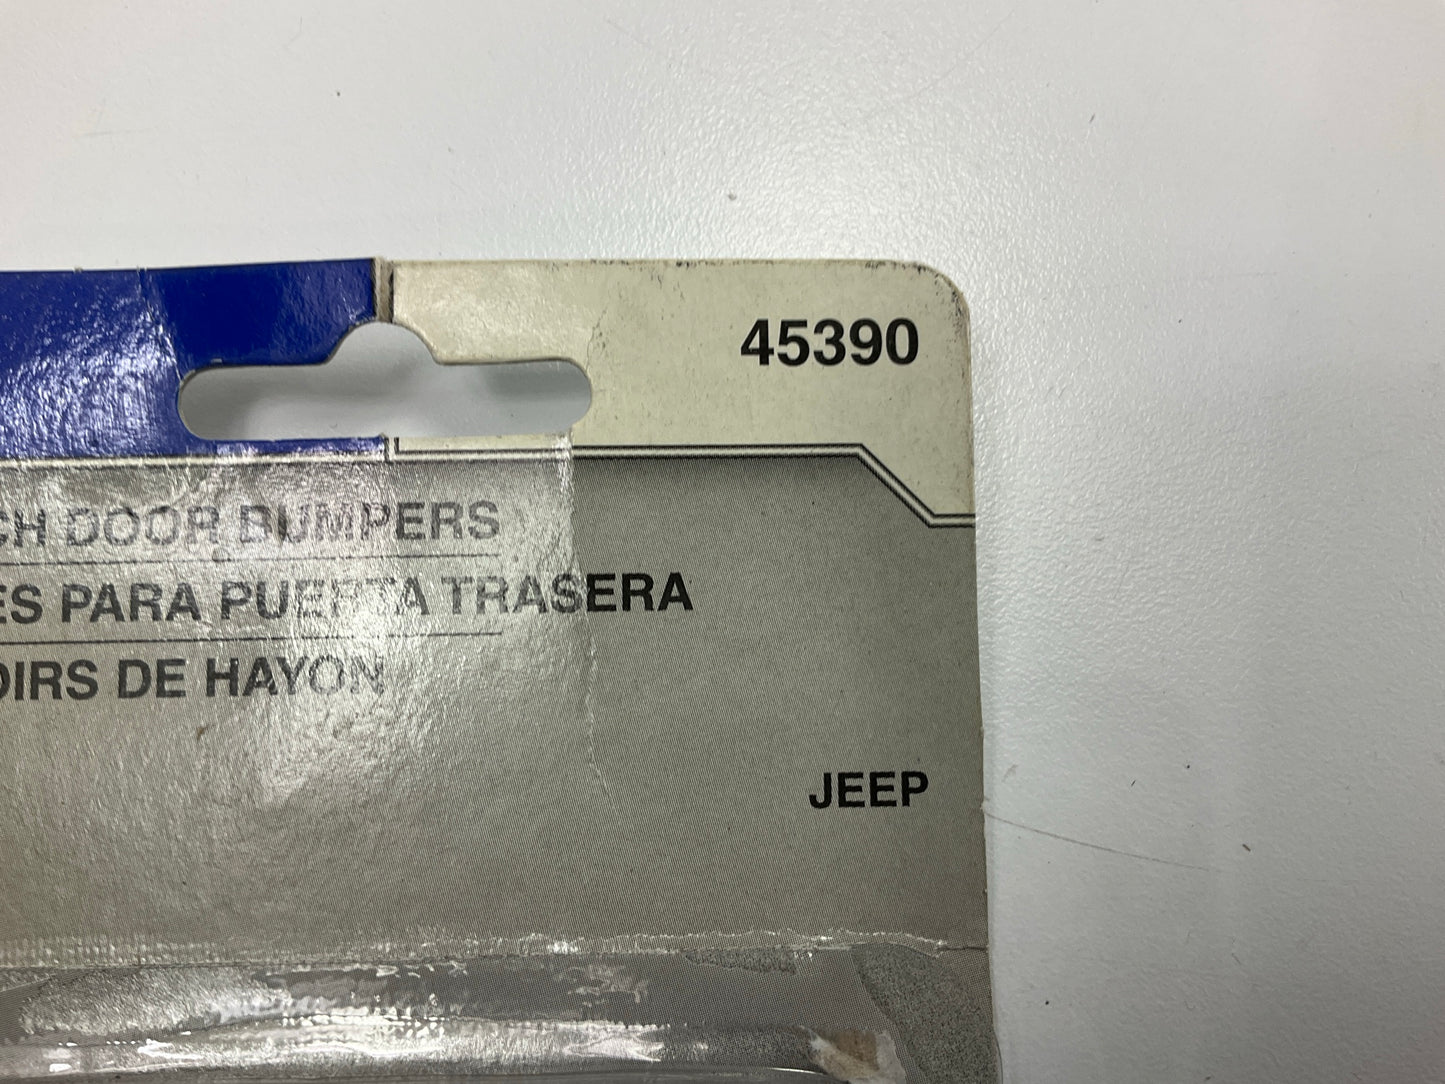 45390
CH DOOR BUMPERS
ES PARA PUERTA TRASERA
OIRS DE HAYON
JEEP